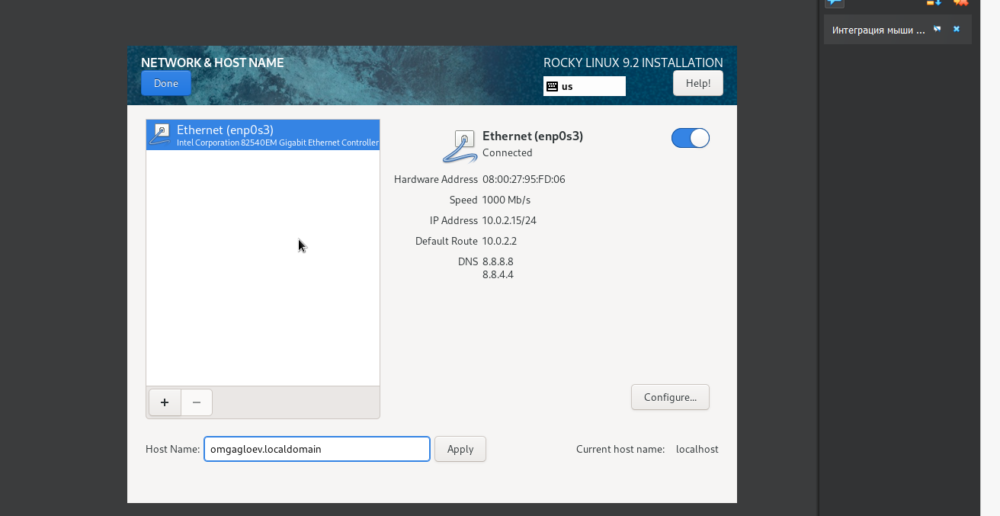 Интеграция мыши ...
NETWORK & HOST NAME
ROCKY LINUX 9.2 INSTALLATION
Done
us
Help!
Ethernet (enp0s3)
Intel Corporation 82540EM Gigabit Ethernet Controller
Ethernet (enp0s3)
Connected
Hardware Address 08:00:27:95:FD:06
Speed 1000 Mb/s
IP Address 10.0.2.15/24
Default Route 10.0.2.2
DNS 8.8.8.8
8.8.4.4
+ −
Configure...
Host Name: omgagloev.localdomain Apply Current host name: localhost